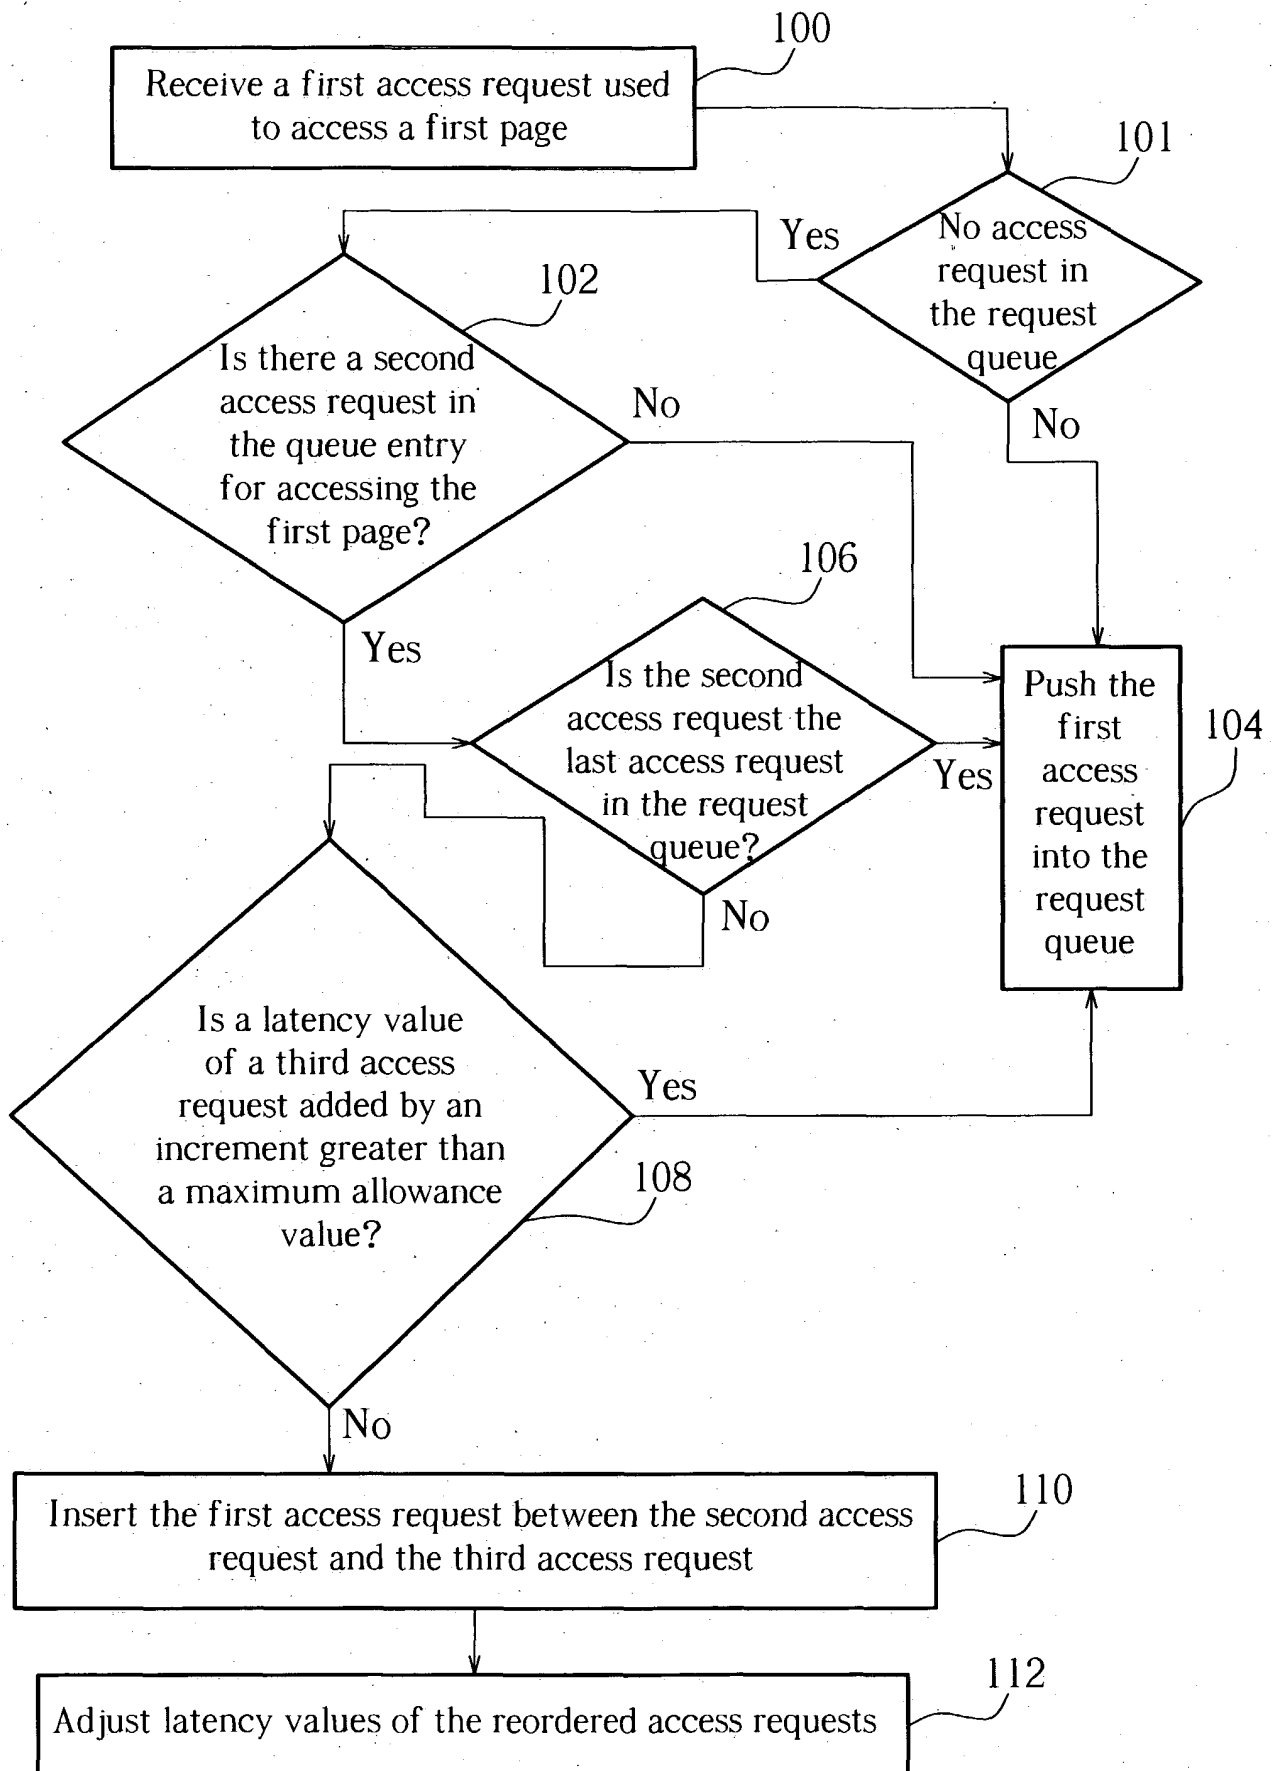 100
Receive a first access request used
to access a first page
101
No access
request in
the request
queue
Yes
No
102
Is there a second
access request in
the queue entry
for accessing the
first page?
No
Yes
106
Is the second
access request the
last access request
in the request
queue?
Yes
No
Push the
first
access
request
into the
request
queue
104
Is a latency value
of a third access
request added by an
increment greater than
a maximum allowance
value?
Yes
108
No
110
Insert the first access request between the second access
request and the third access request
112
Adjust latency values of the reordered access requests